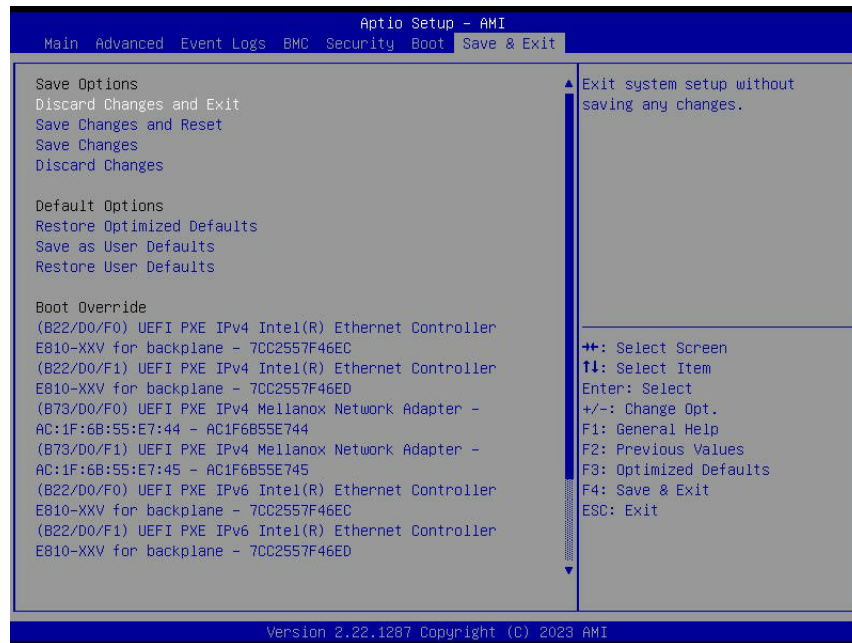 Aptio Setup – AMI
Main Advanced Event Logs BMC Security Boot Save & Exit
Save Options
Discard Changes and Exit
Save Changes and Reset
Save Changes
Discard Changes
Default Options
Restore Optimized Defaults
Save as User Defaults
Restore User Defaults
Boot Override
(B22/D0/F0) UEFI PXE IPv4 Intel(R) Ethernet Controller
E810-XXV for backplane – 7CC2557F46EC
(B22/D0/F1) UEFI PXE IPv4 Intel(R) Ethernet Controller
E810-XXV for backplane – 7CC2557F46ED
(B73/D0/F0) UEFI PXE IPv4 Mellanox Network Adapter –
AC:1F:6B:55:E7:44 – AC1F6B55E744
(B73/D0/F1) UEFI PXE IPv4 Mellanox Network Adapter –
AC:1F:6B:55:E7:45 – AC1F6B55E745
(B22/D0/F0) UEFI PXE IPv6 Intel(R) Ethernet Controller
E810-XXV for backplane – 7CC2557F46EC
(B22/D0/F1) UEFI PXE IPv6 Intel(R) Ethernet Controller
E810-XXV for backplane – 7CC2557F46ED
Exit system setup without
saving any changes.
→←: Select Screen
↑↓: Select Item
Enter: Select
+/-: Change Opt.
F1: General Help
F2: Previous Values
F3: Optimized Defaults
F4: Save & Exit
ESC: Exit
Version 2.22.1287 Copyright (C) 2023 AMI